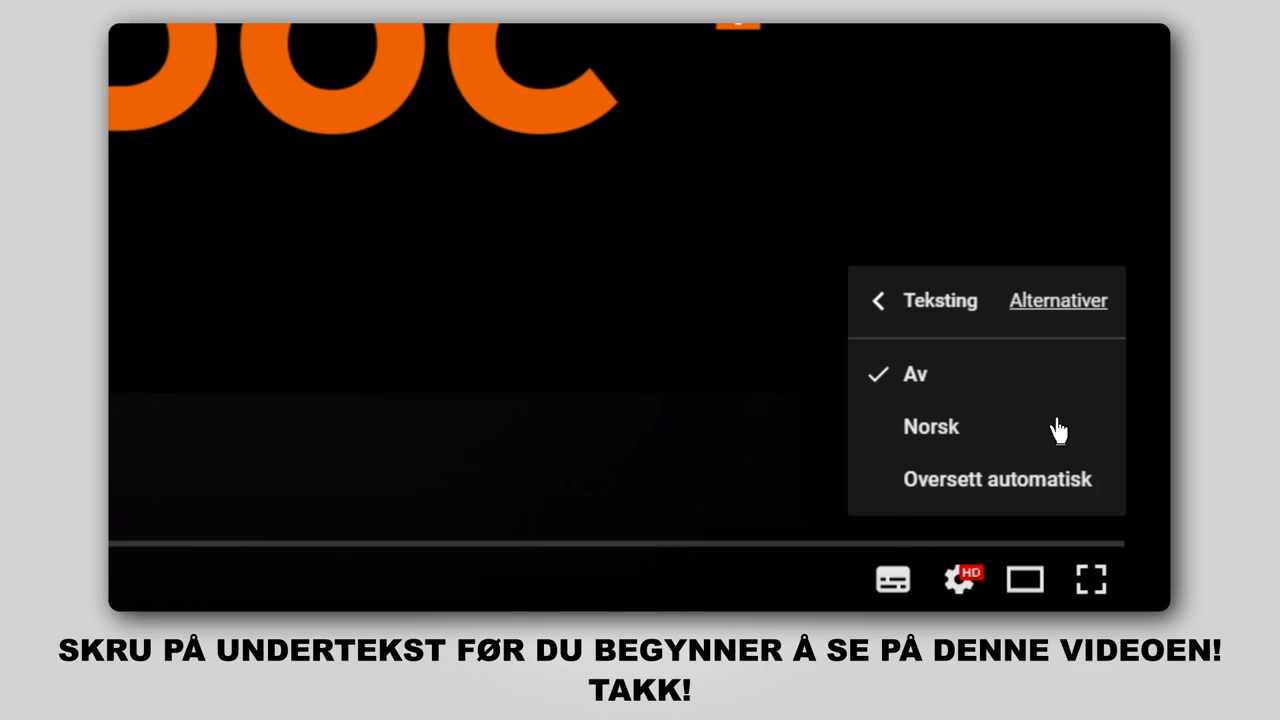 Teksting Alternativer
Av
Norsk
Oversett automatisk
HD
SKRU PÅ UNDERTEKST FØR DU BEGYNNER Å SE PÅ DENNE VIDEOEN!
TAKK!